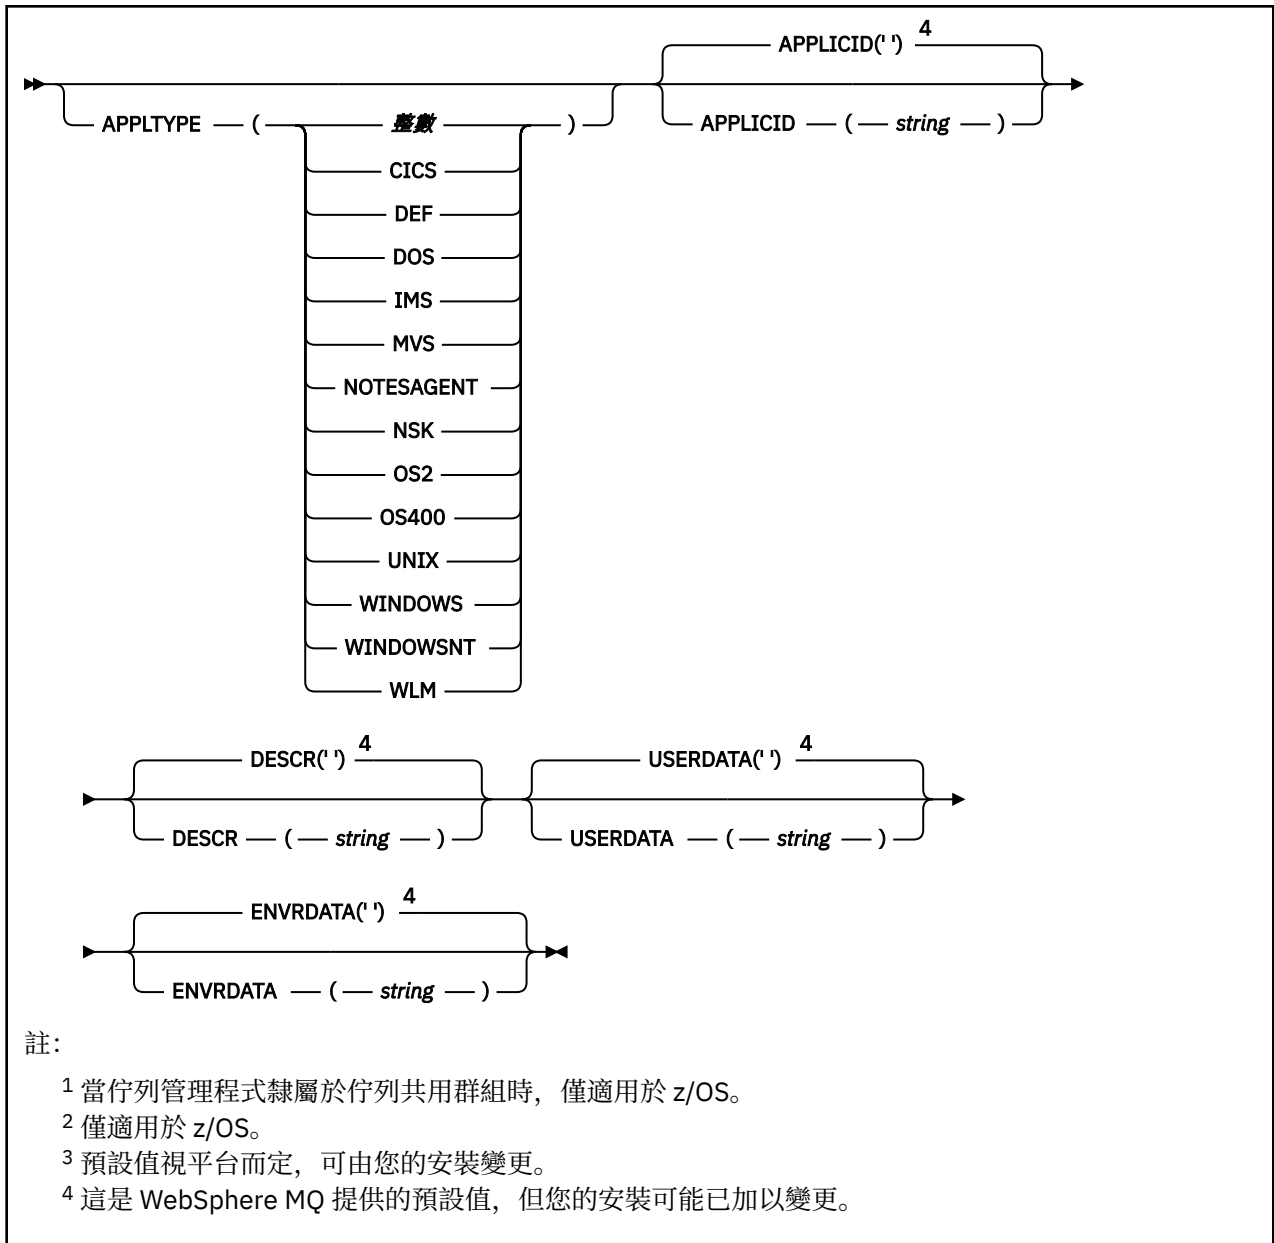 APPLICID(' ') 4
APPLTYPE ( 整數 ) APPLICID ( string )
CICS
DEF
DOS
IMS
MVS
NOTESAGENT
NSK
OS2
OS400
UNIX
WINDOWS
WINDOWSNT
WLM
DESCR(' ') 4 USERDATA(' ') 4
DESCR ( string ) USERDATA ( string )
ENVRDATA(' ') 4
ENVRDATA ( string )
註：
1 當佇列管理程式隸屬於佇列共用群組時，僅適用於 z/OS。
2 僅適用於 z/OS。
3 預設值視平台而定，可由您的安裝變更。
4 這是 WebSphere MQ 提供的預設值，但您的安裝可能已加以變更。